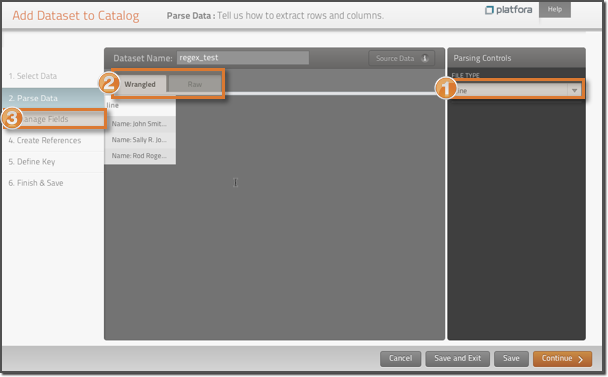 Add Dataset to Catalog
Parse Data : Tell us how to extract rows and columns.
platfora
Help
Dataset Name: regex_test
Source Data
Parsing Controls
1. Select Data
2. Parse Data
3
Manage Fields
4. Create References
5. Define Key
6. Finish & Save
2
Wrangled
Raw
line
Name: John Smit...
Name: Sally R. Jo...
Name: Rod Roge...
FILE TYPE
1
Line
Cancel
Save and Exit
Save
Continue